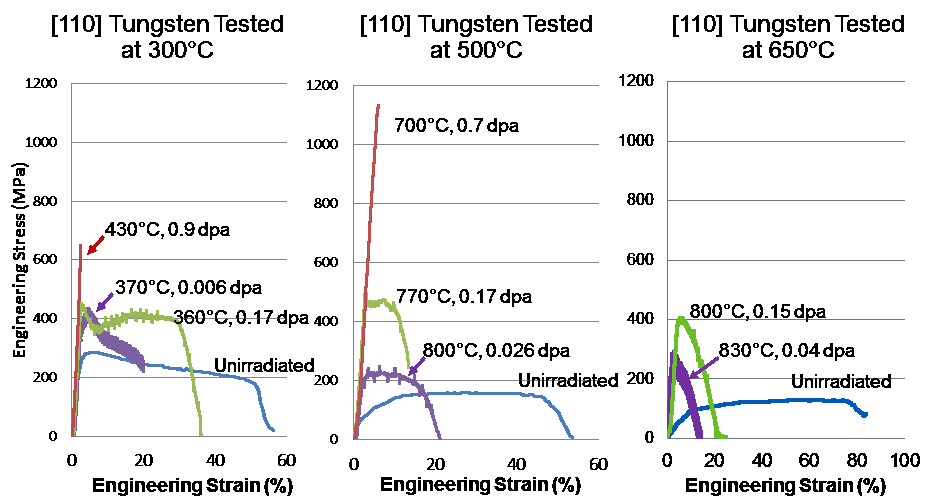 [110] Tungsten Tested
at 300°C
1200
1000
800
600
400
200
0
0
20
40
60
Engineering Stress (MPa)
Engineering Strain (%)
430°C, 0.9 dpa
370°C, 0.006 dpa
360°C, 0.17 dpa
Unirradiated
[110] Tungsten Tested
at 500°C
1200
1000
800
600
400
200
0
0
20
40
60
Engineering Strain (%)
700°C, 0.7 dpa
770°C, 0.17 dpa
800°C, 0.026 dpa
Unirradiated
[110] Tungsten Tested
at 650°C
1200
1000
800
600
400
200
0
0
20
40
60
80
100
Engineering Strain (%)
800°C, 0.15 dpa
830°C, 0.04 dpa
Unirradiated